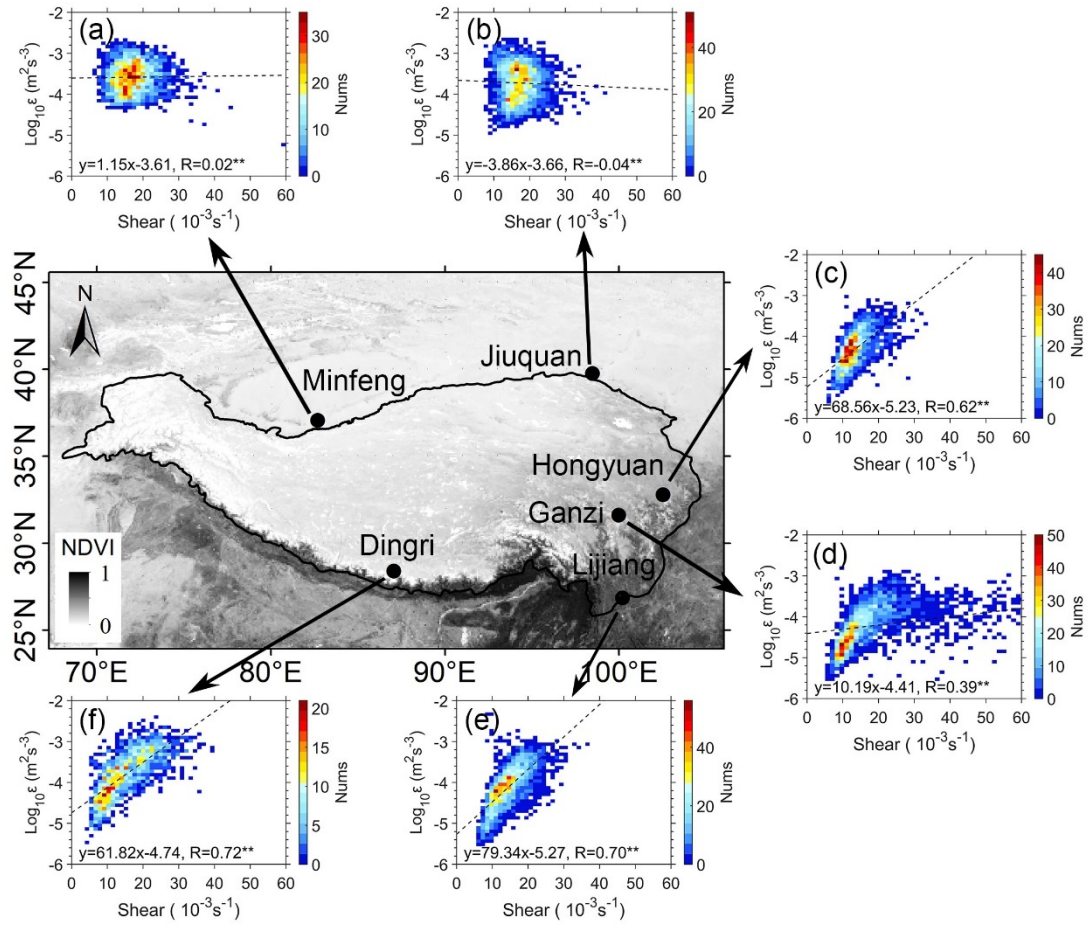 (a)
-2
-3
-4
-5
-6
Log10ε (m²s⁻³)
0 10 20 30 40 50 60
Shear ( 10⁻³s⁻¹)
y=1.15x-3.61, R=0.02**
30
20
10
0
Nums
(b)
-2
-3
-4
-5
-6
Log10ε (m²s⁻³)
0 10 20 30 40 50 60
Shear ( 10⁻³s⁻¹)
y=-3.86x-3.66, R=-0.04**
40
20
0
Nums
45°N
40°N
35°N
30°N
25°N
N
Minfeng
Jiuquan
Hongyuan
Ganzi
Dingri
Lijiang
NDVI
1
0
70°E 80°E 90°E 100°E
(c)
-2
-3
-4
-5
-6
Log10ε (m²s⁻³)
0 10 20 30 40 50 60
Shear ( 10⁻³s⁻¹)
y=68.56x-5.23, R=0.62**
40
30
20
10
0
Nums
(d)
-2
-3
-4
-5
-6
Log10ε (m²s⁻³)
0 10 20 30 40 50 60
Shear ( 10⁻³s⁻¹)
y=10.19x-4.41, R=0.39**
50
40
30
20
10
0
Nums
(f)
-2
-3
-4
-5
-6
Log10ε (m²s⁻³)
0 10 20 30 40 50 60
Shear ( 10⁻³s⁻¹)
y=61.82x-4.74, R=0.72**
20
15
10
5
0
Nums
(e)
-2
-3
-4
-5
-6
Log10ε (m²s⁻³)
0 10 20 30 40 50 60
Shear ( 10⁻³s⁻¹)
y=79.34x-5.27, R=0.70**
40
20
0
Nums